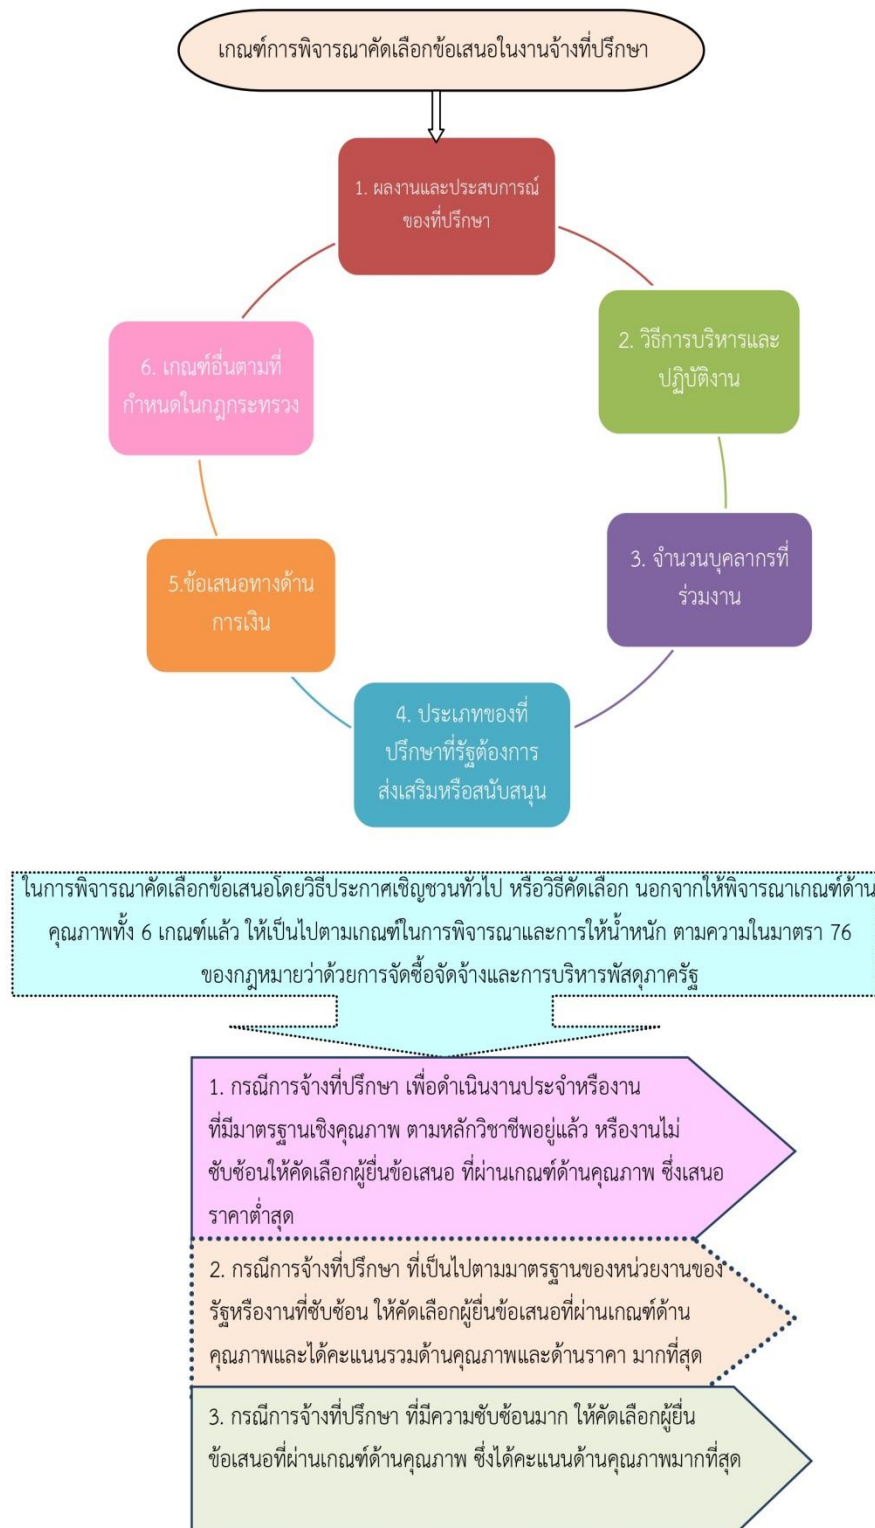 เกณฑ์การพิจารณาคัดเลือกข้อเสนอในงานจ้างที่ปรึกษา
1. ผลงานและประสบการณ์
ของที่ปรึกษา
2. วิธีการบริหารและ
ปฏิบัติงาน
3. จำนวนบุคลากรที่
ร่วมงาน
4. ประเภทของที่
ปรึกษาที่รัฐต้องการ
ส่งเสริมหรือสนับสนุน
5.ข้อเสนอทางด้าน
การเงิน
6. เกณฑ์อื่นตามที่
กำหนดในกฎกระทรวง
ในการพิจารณาคัดเลือกข้อเสนอโดยวิธีประกาศเชิญชวนทั่วไป หรือวิธีคัดเลือก นอกจากให้พิจารณาเกณฑ์ด้าน
คุณภาพทั้ง 6 เกณฑ์แล้ว ให้เป็นไปตามเกณฑ์ในการพิจารณาและการให้น้ำหนัก ตามความในมาตรา 76
ของกฎหมายว่าด้วยการจัดซื้อจัดจ้างและการบริหารพัสดุภาครัฐ
1. กรณีการจ้างที่ปรึกษา เพื่อดำเนินงานประจำหรืองาน
ที่มีมาตรฐานเชิงคุณภาพ ตามหลักวิชาชีพอยู่แล้ว หรืองานไม่
ซับซ้อนให้คัดเลือกผู้ยื่นข้อเสนอ ที่ผ่านเกณฑ์ด้านคุณภาพ ซึ่งเสนอ
ราคาต่ำสุด
2. กรณีการจ้างที่ปรึกษา ที่เป็นไปตามมาตรฐานของหน่วยงานของ
รัฐหรืองานที่ซับซ้อน ให้คัดเลือกผู้ยื่นข้อเสนอที่ผ่านเกณฑ์ด้าน
คุณภาพและได้คะแนนรวมด้านคุณภาพและด้านราคา มากที่สุด
3. กรณีการจ้างที่ปรึกษา ที่มีความซับซ้อนมาก ให้คัดเลือกผู้ยื่น
ข้อเสนอที่ผ่านเกณฑ์ด้านคุณภาพ ซึ่งได้คะแนนด้านคุณภาพมากที่สุด